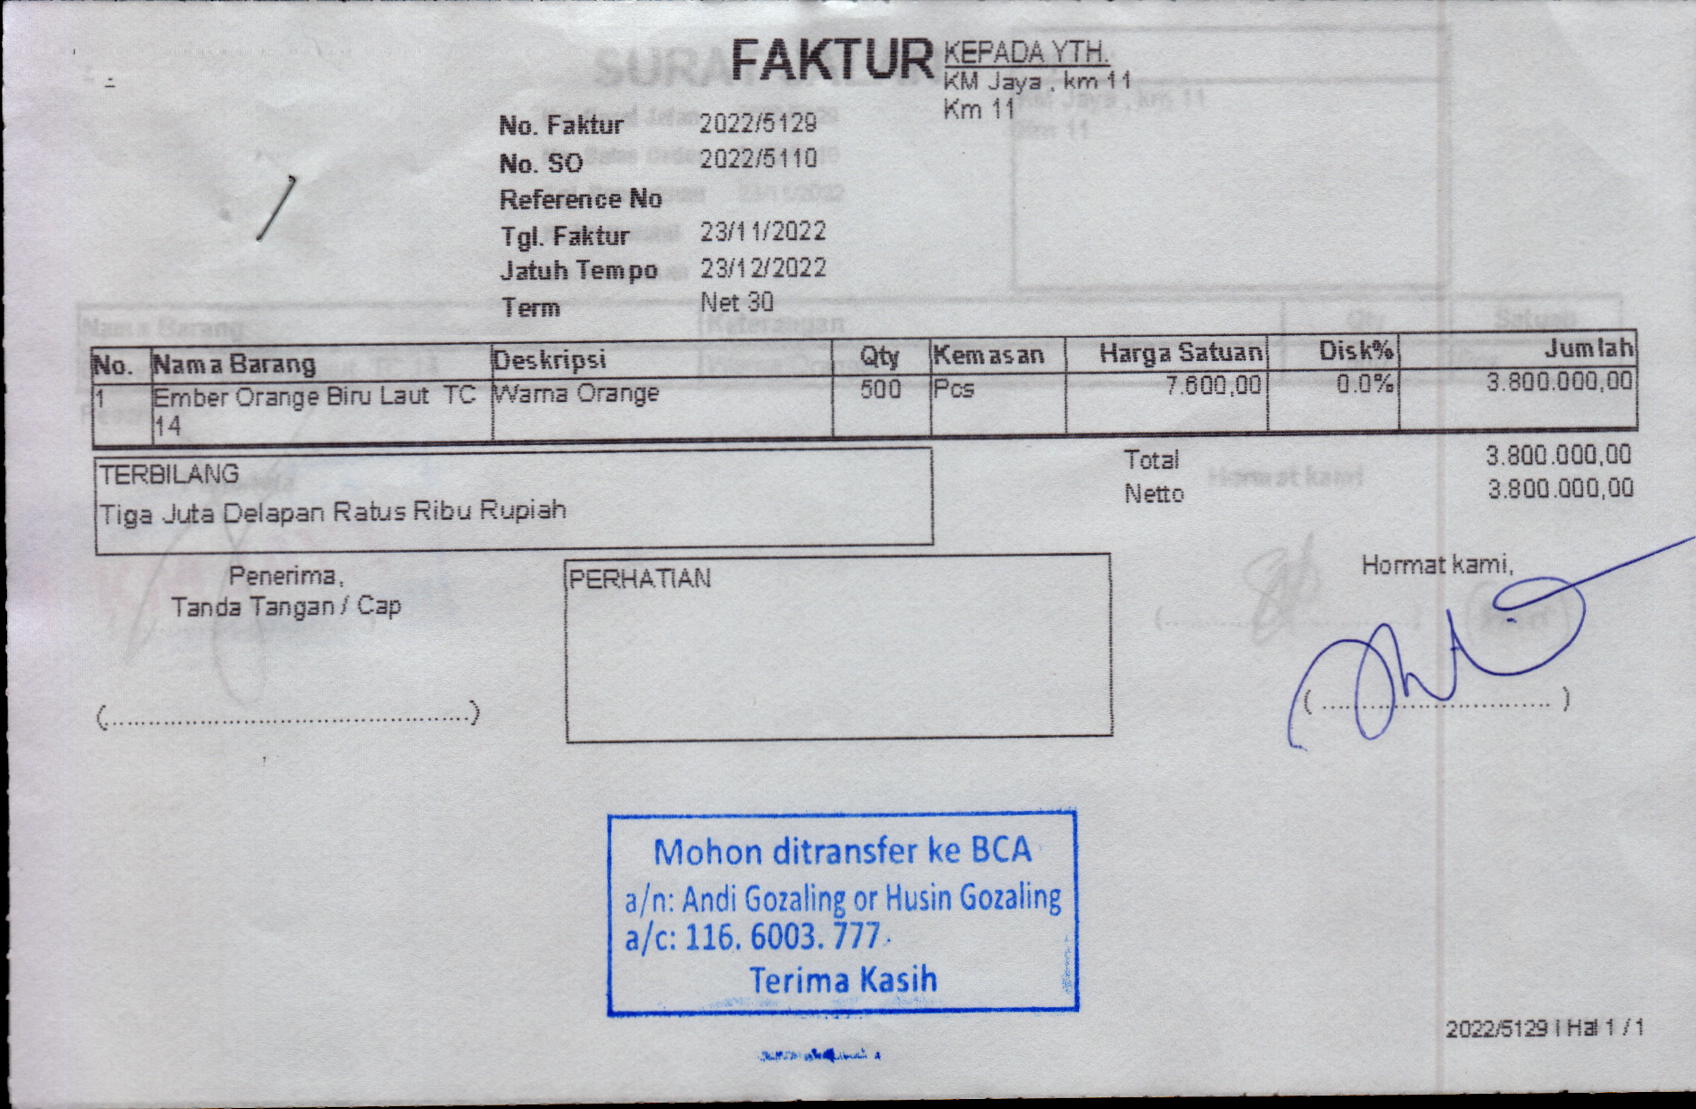 FAKTUR
KEPADA YTH.
KM Jaya , km 11
Km 11
No. Faktur 2022/5129
No. SO 2022/5110
Reference No
Tgl. Faktur 23/11/2022
Jatuh Tempo 23/12/2022
Term Net 30
No. Nama Barang Deskripsi Qty Kemasan Harga Satuan Disk% Jumlah
1 Ember Orange Biru Laut TC Warna Orange 500 Pcs 7.600,00 0.0% 3.800.000,00
14
TERBILANG
Tiga Juta Delapan Ratus Ribu Rupiah
Total 3.800.000,00
Netto 3.800.000,00
Penerima,
Tanda Tangan / Cap
PERHATIAN
Hormat kami,
(................................................)
( .............................. )
Mohon ditransfer ke BCA
a/n: Andi Gozaling or Husin Gozaling
a/c: 116. 6003. 777
Terima Kasih
2022/5129 | Hal 1 / 1